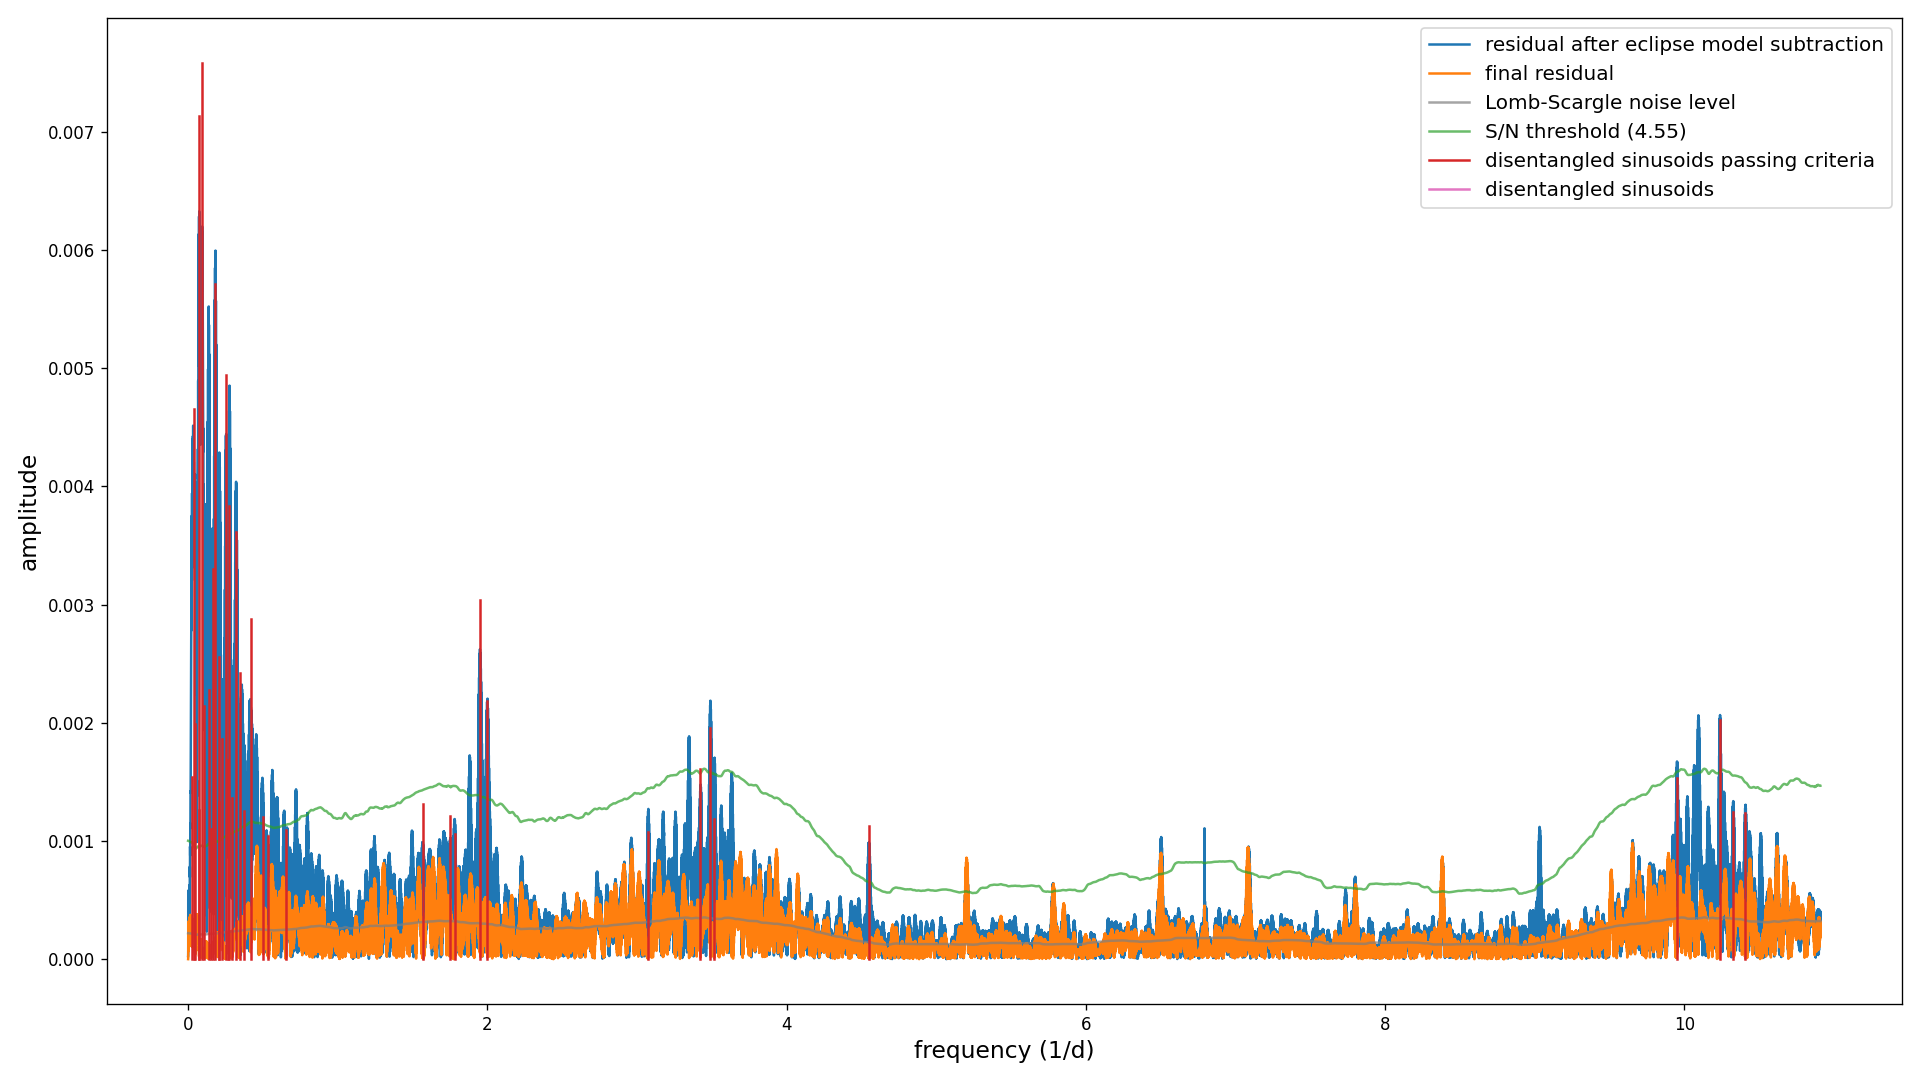 residual after eclipse model subtraction
final residual
Lomb-Scargle noise level
S/N threshold (4.55)
disentangled sinusoids passing criteria
disentangled sinusoids
0.007
0.006
0.005
0.004
0.003
0.002
0.001
0.000
amplitude
0 2 4 6 8 10
frequency (1/d)